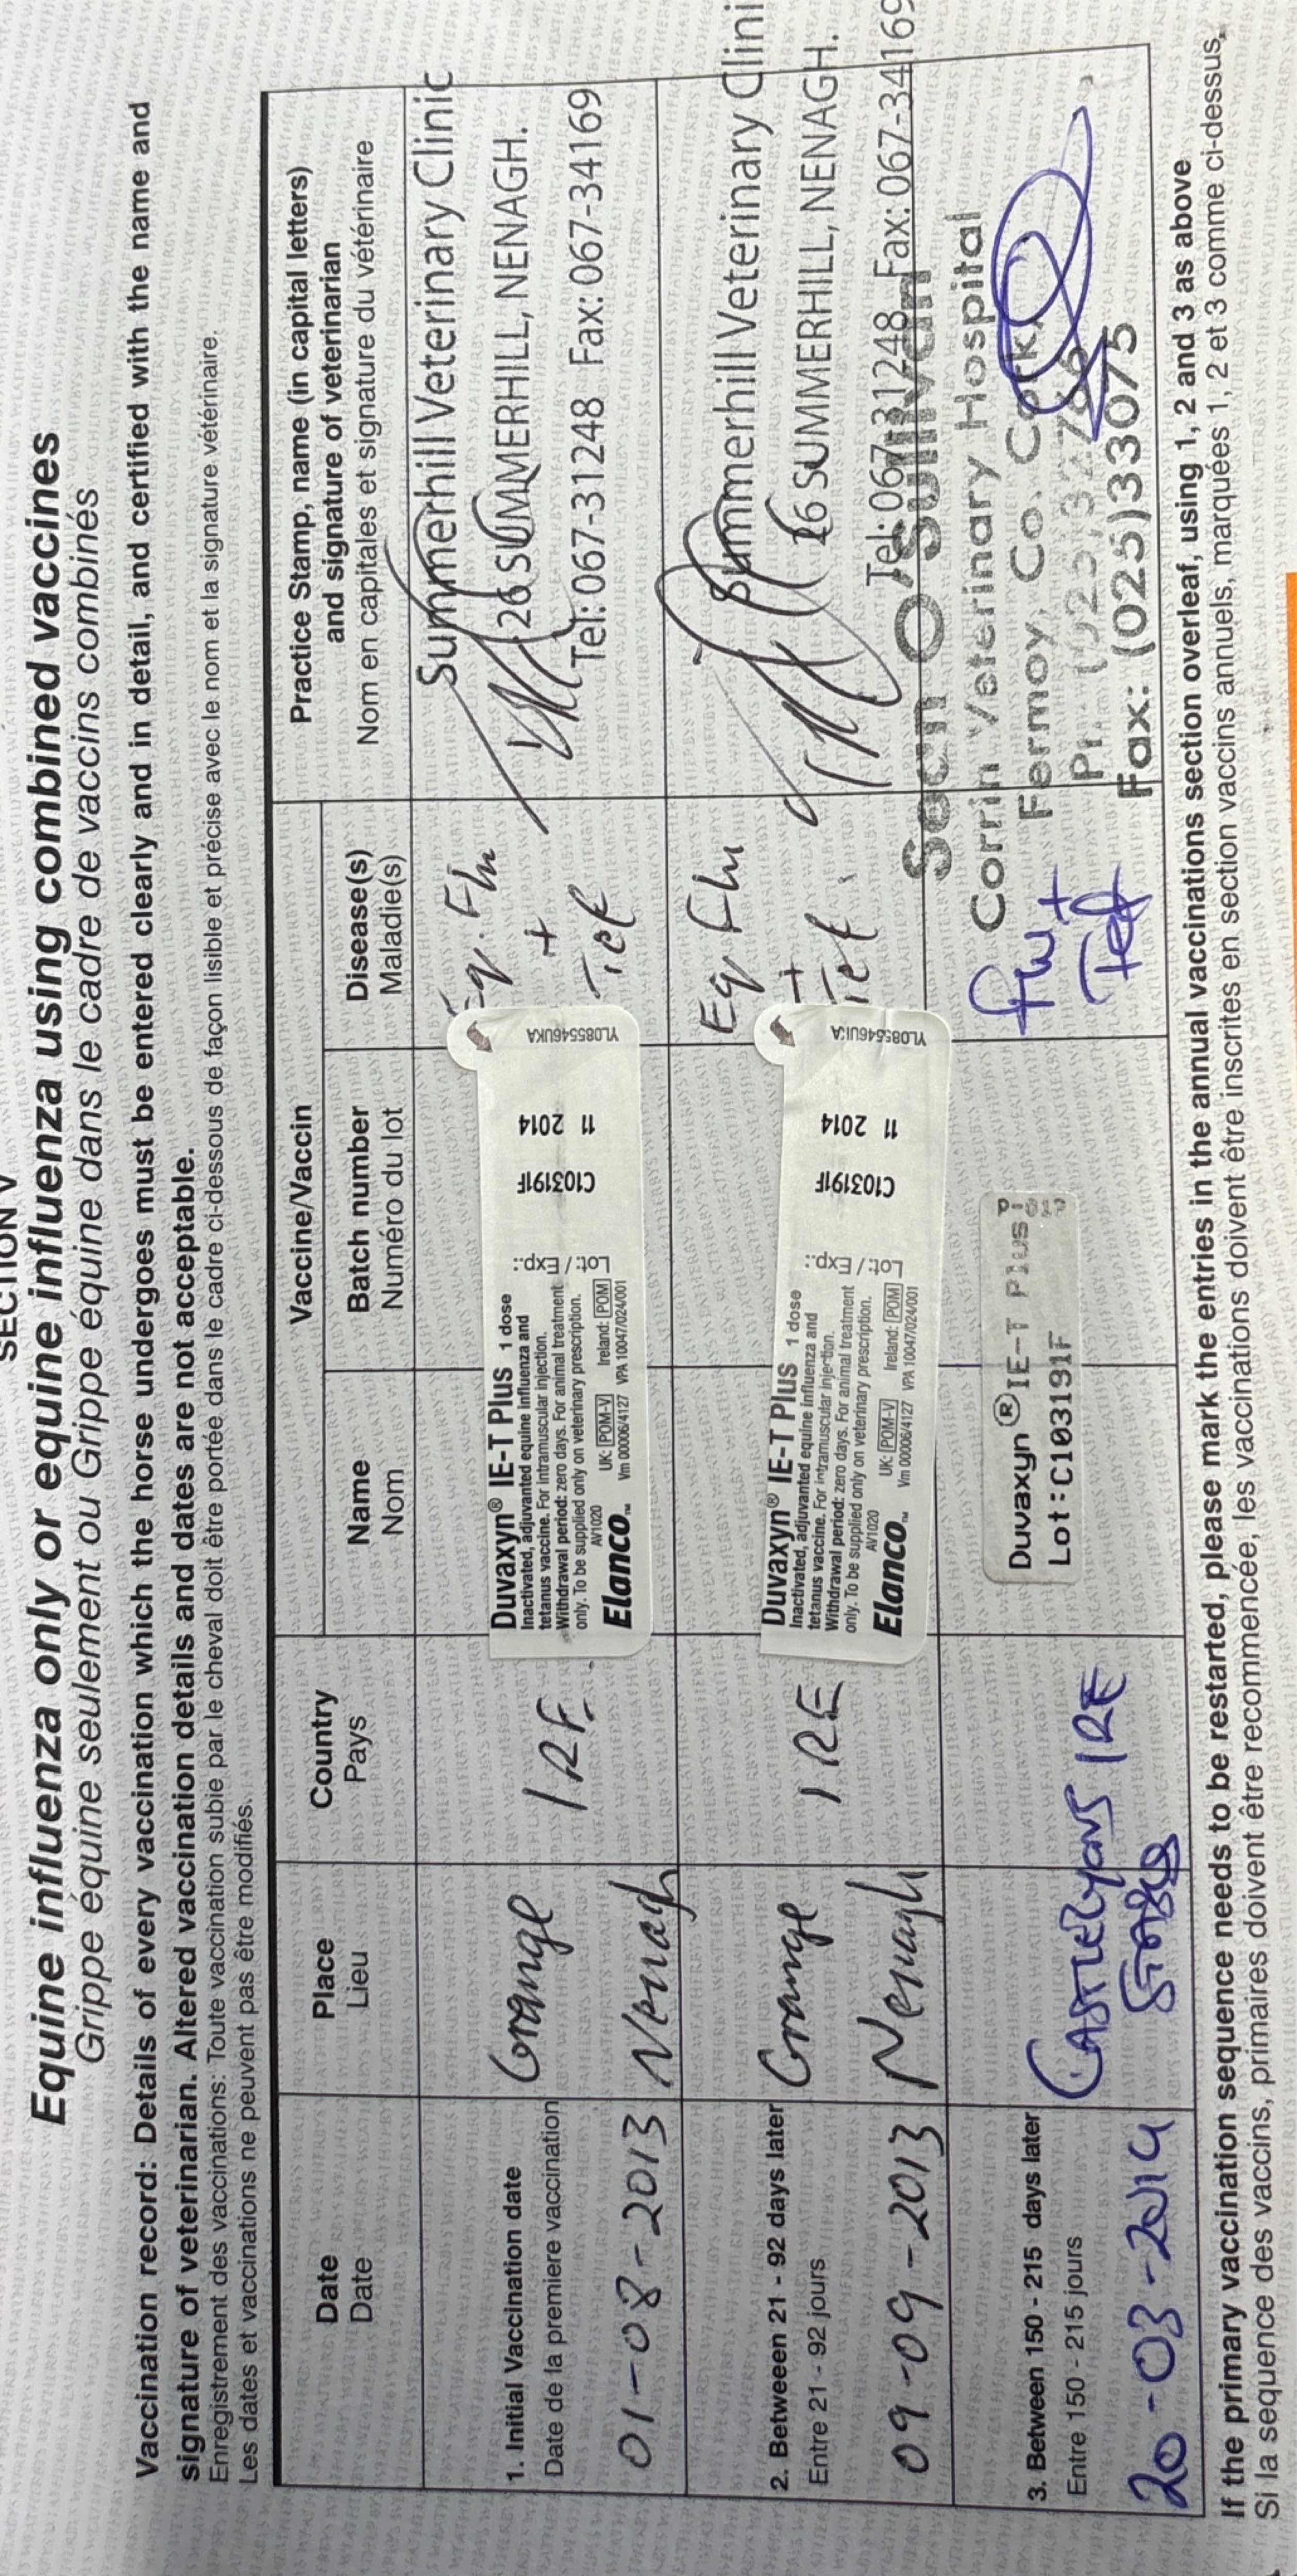 SECTION V
Equine influenza only or equine influenza using combined vaccines
Grippe équine seulement ou Grippe équine dans le cadre de vaccins combinés
Vaccination record: Details of every vaccination which the horse undergoes must be entered clearly and in detail, and certified with the name and
signature of veterinarian. Altered vaccination details and dates are not acceptable.
Enregistrement des vaccinations: Toute vaccination subie par le cheval doit être portée dans le cadre ci-dessous de façon lisible et précise avec le nom et la signature vétérinaire.
Les dates et vaccinations ne peuvent pas être modifiés.
Date
Date
Place
Lieu
Country
Pays
Vaccine/Vaccin
Name
Nom
Batch number
Numéro du lot
Disease(s)
Maladie(s)
Practice Stamp, name (in capital letters)
and signature of veterinarian
Nom en capitales et signature du vétérinaire
1. Initial Vaccination date
Date de la premiere vaccination
01-08-2013
Grange
Nenagh
IRE
Duvaxyn® IE-T Plus 1 dose
Inactivated, adjuvanted equine influenza and
tetanus vaccine. For intramuscular injection.
Withdrawal period: zero days. For animal treatment
only. To be supplied only on veterinary prescription.
AV1020 UK: POM-V Ireland: POM
Elanco™ Vm 00006/4127 VPA 10047/024/001
Lot: / Exp.:
C103191F
11 2014
YL085546UKA
Eq. Flu
+
Tet
Summerhill Veterinary Clinic
26 SUMMERHILL, NENAGH.
Tel: 067-31248 Fax: 067-34169
2. Betweeen 21 - 92 days later
Entre 21 - 92 jours
09-09-2013
Grange
Nenagh
IRE
Duvaxyn® IE-T Plus 1 dose
Inactivated, adjuvanted equine influenza and
tetanus vaccine. For intramuscular injection.
Withdrawal period: zero days. For animal treatment
only. To be supplied only on veterinary prescription.
AV1020 UK: POM-V Ireland: POM
Elanco™ Vm 00006/4127 VPA 10047/024/001
Lot: / Exp.:
C103191F
11 2014
YL085546UKA
Eq Flu
+
Tet
Summerhill Veterinary Clini
26 SUMMERHILL, NENAGH.
Tel: 067-31248 Fax: 067-34169
3. Between 150 - 215 days later
Entre 150 - 215 jours
20-03-2014
CASTLELYONS
STABLES
IRE
Duvaxyn®IE-T Plus
Lot:C103191F
Flu +
Tet
Sean O'Sullivan
Corrin Veterinary Hospital
Fermoy, Co. Cork
Fax: (025)33075
If the primary vaccination sequence needs to be restarted, please mark the entries in the annual vaccinations section overleaf, using 1, 2 and 3 as above
Si la sequence des vaccins, primaires doivent être recommencée, les vaccinations doivent être inscrites en section vaccins annuels, marquées 1, 2 et 3 comme ci-dessus,